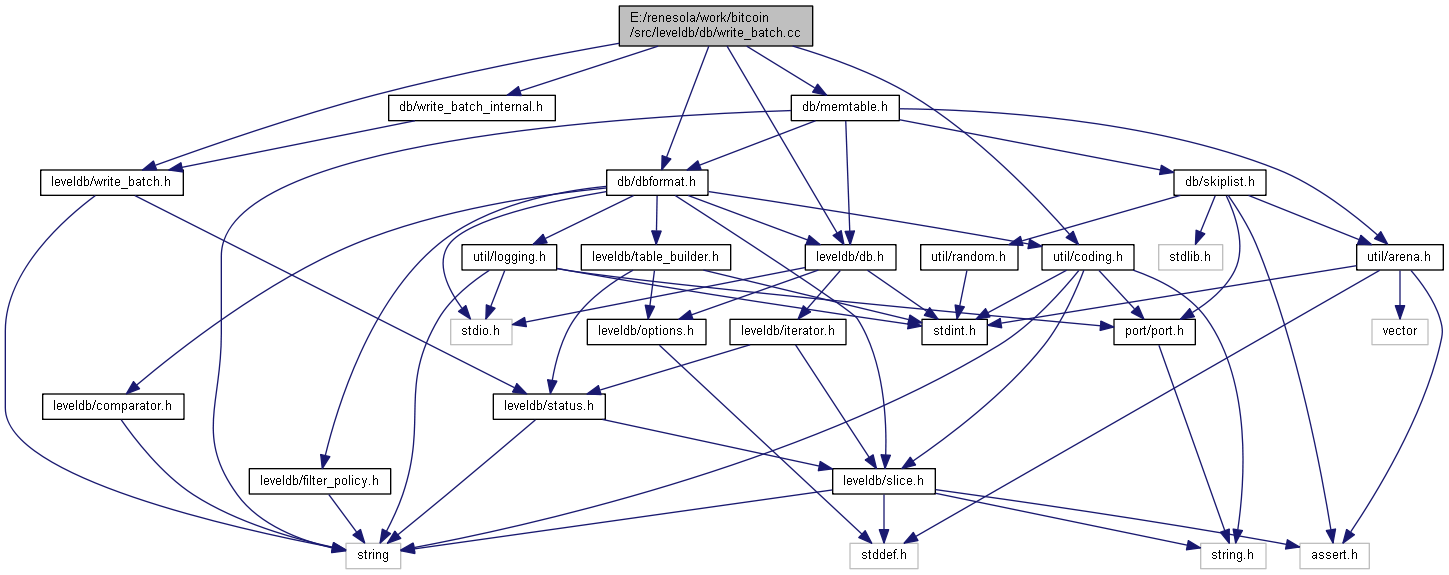 E:/renesola/work/bitcoin
/src/leveldb/db/write_batch.cc
db/write_batch_internal.h
db/memtable.h
leveldb/write_batch.h
db/dbformat.h
db/skiplist.h
util/logging.h
leveldb/table_builder.h
leveldb/db.h
util/random.h
util/coding.h
stdlib.h
util/arena.h
stdio.h
leveldb/options.h
leveldb/iterator.h
stdint.h
port/port.h
vector
leveldb/comparator.h
leveldb/status.h
leveldb/filter_policy.h
leveldb/slice.h
string
stddef.h
string.h
assert.h